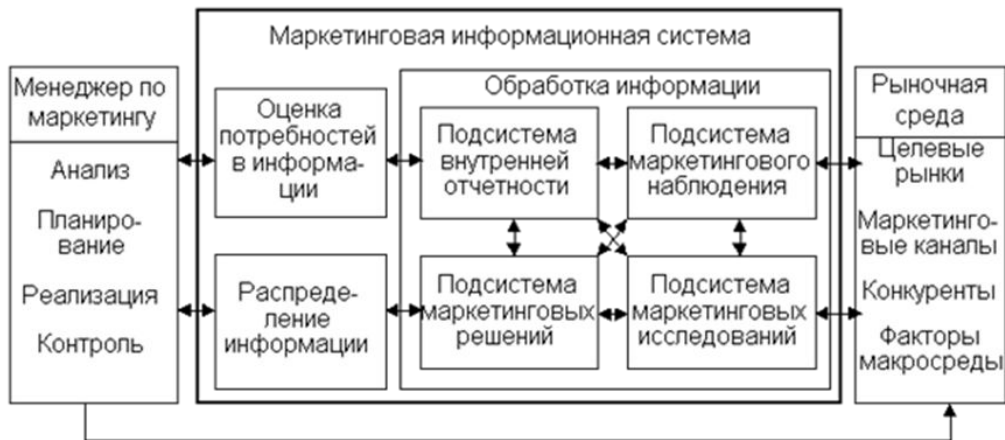 Маркетинговая информационная система
Менеджер по
маркетингу
Анализ
Планиро-
вание
Реализация
Контроль
Оценка
потребностей
в информа-
ции
Распреде-
ление
информации
Обработка информации
Подсистема
внутренней
отчетности
Подсистема
маркетингового
наблюдения
Подсистема
маркетинговых
решений
Подсистема
маркетинговых
исследований
Рыночная
среда
Целевые
рынки
Маркетинго-
вые каналы
Конкуренты
Факторы
макросреды